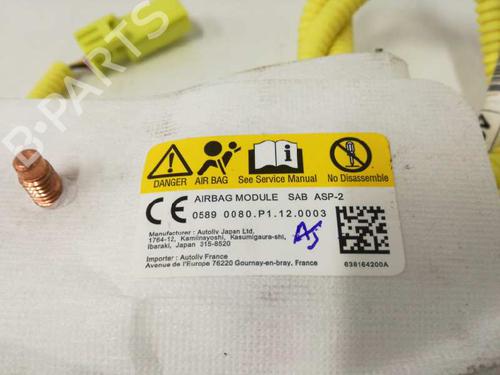 DANGER AIR BAG See Service Manual No Disassemble
CE AIRBAG MODULE SAB ASP-2
0589 0080.P1.12.0003
Manufacturer : Autoliv Japan Ltd.
1764-12, Kamiinayoshi, Kasumigaura-shi,
Ibaraki, Japan 315-8520
Importer : Autoliv France
Avenue de l'Europe 76220 Gournay-en-bray, France
638164200A
B-PARTS